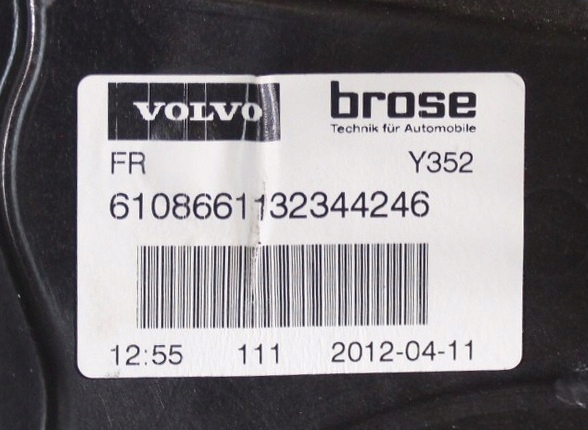 VOLVO brose
Technik für Automobile
FR Y352
6108661132344246
12:55 111 2012-04-11